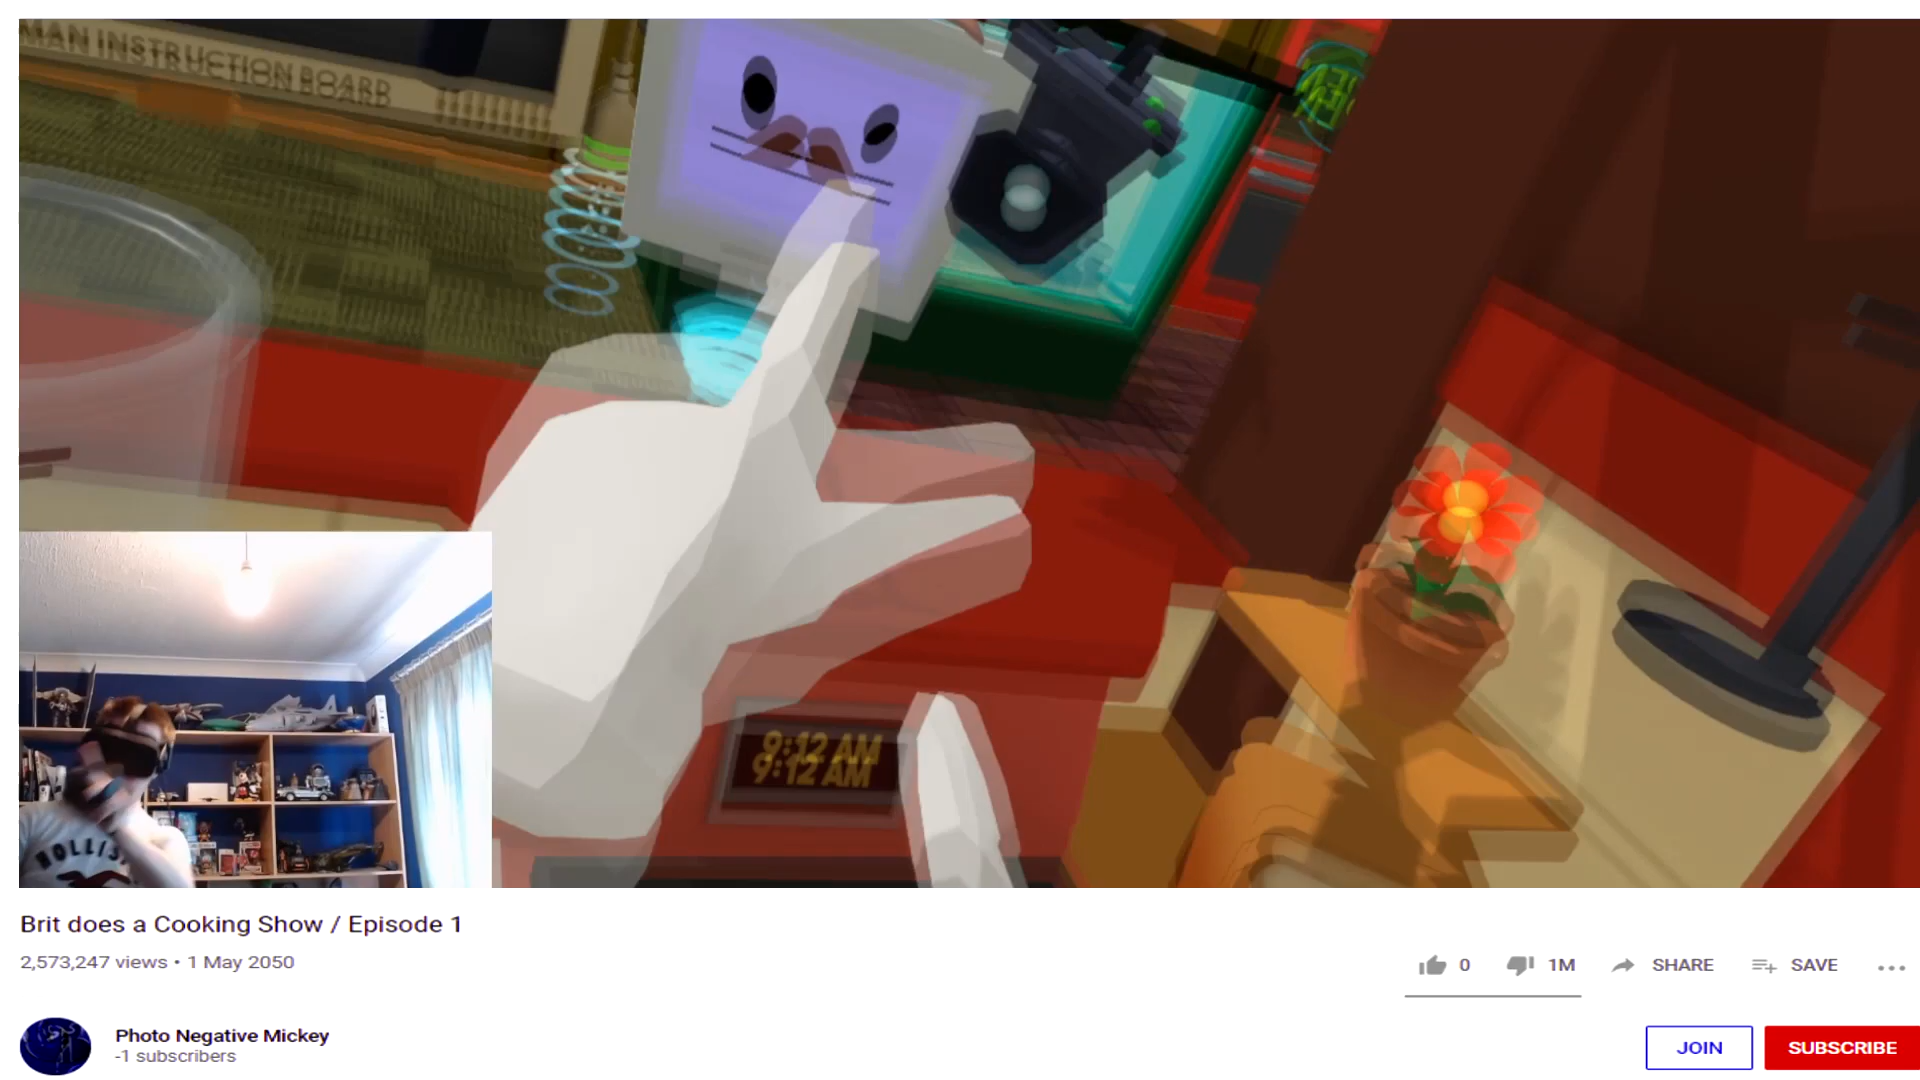 MAN INSTRUCTION BOARD
9:12 AM
9:12 AM
HOLLIS
Brit does a Cooking Show / Episode 1
2,573,247 views • 1 May 2050
0
1M
SHARE
SAVE
Photo Negative Mickey
-1 subscribers
JOIN
SUBSCRIBE